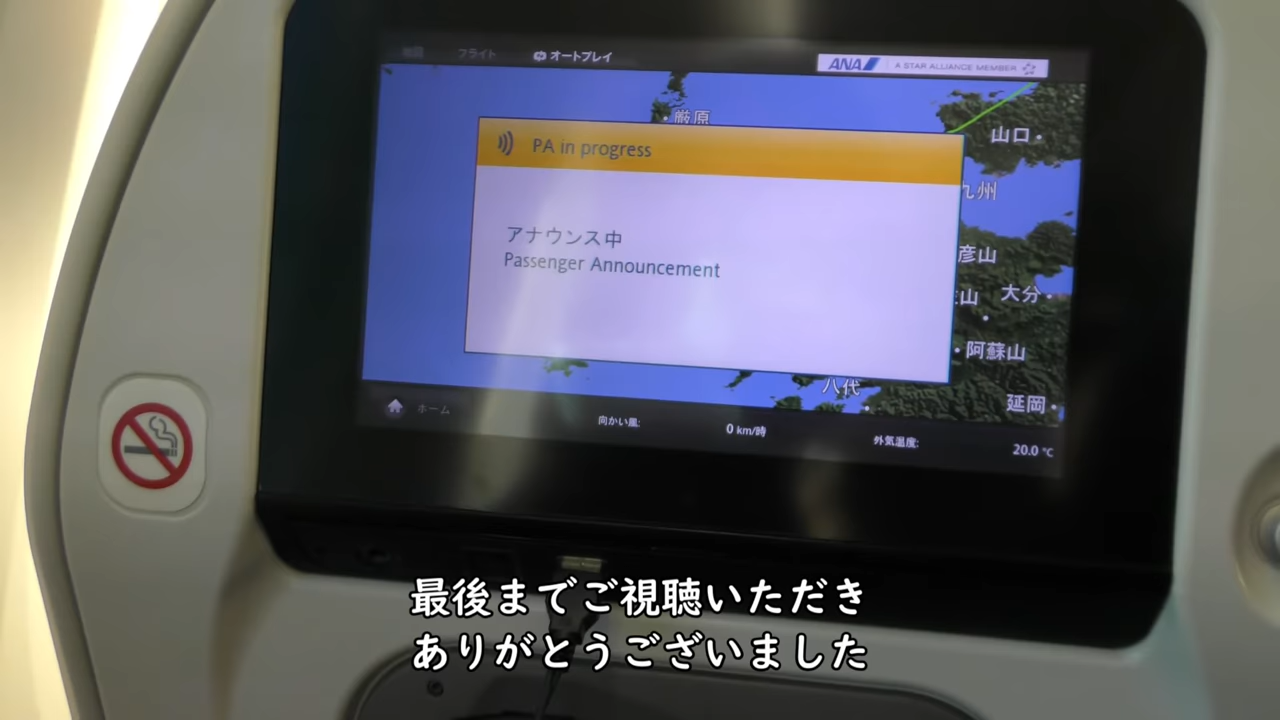 地図 フライト オートプレイ
ANA A STAR ALLIANCE MEMBER
厳原
山口
PA in progress
九州
アナウンス中
Passenger Announcement
彦山
山 大分
阿蘇山
八代
延岡
ホーム 向かい風: 0 km/時 外気温度: 20.0 °C
最後までご視聴いただき
ありがとうございました